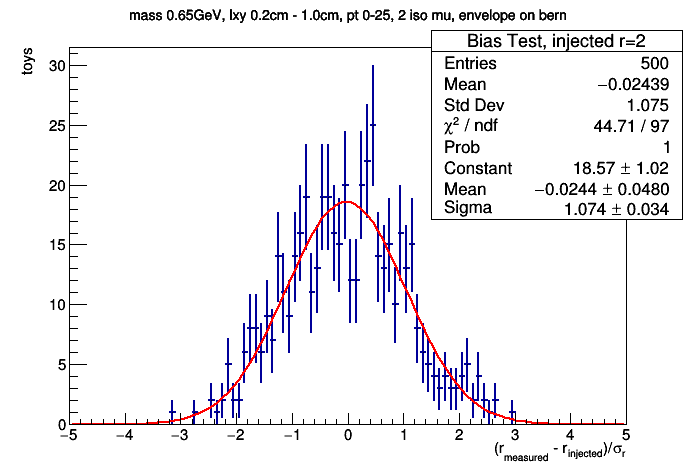 mass 0.65GeV, lxy 0.2cm - 1.0cm, pt 0-25, 2 iso mu, envelope on bern
Bias Test, injected r=2
Entries 500
Mean −0.02439
Std Dev 1.075
χ² / ndf 44.71 / 97
Prob 1
Constant 18.57 ± 1.02
Mean −0.0244 ± 0.0480
Sigma 1.074 ± 0.034
toys
30
25
20
15
10
5
0
−5 −4 −3 −2 −1 0 1 2 3 4 5
(r_measured - r_injected)/σ_r